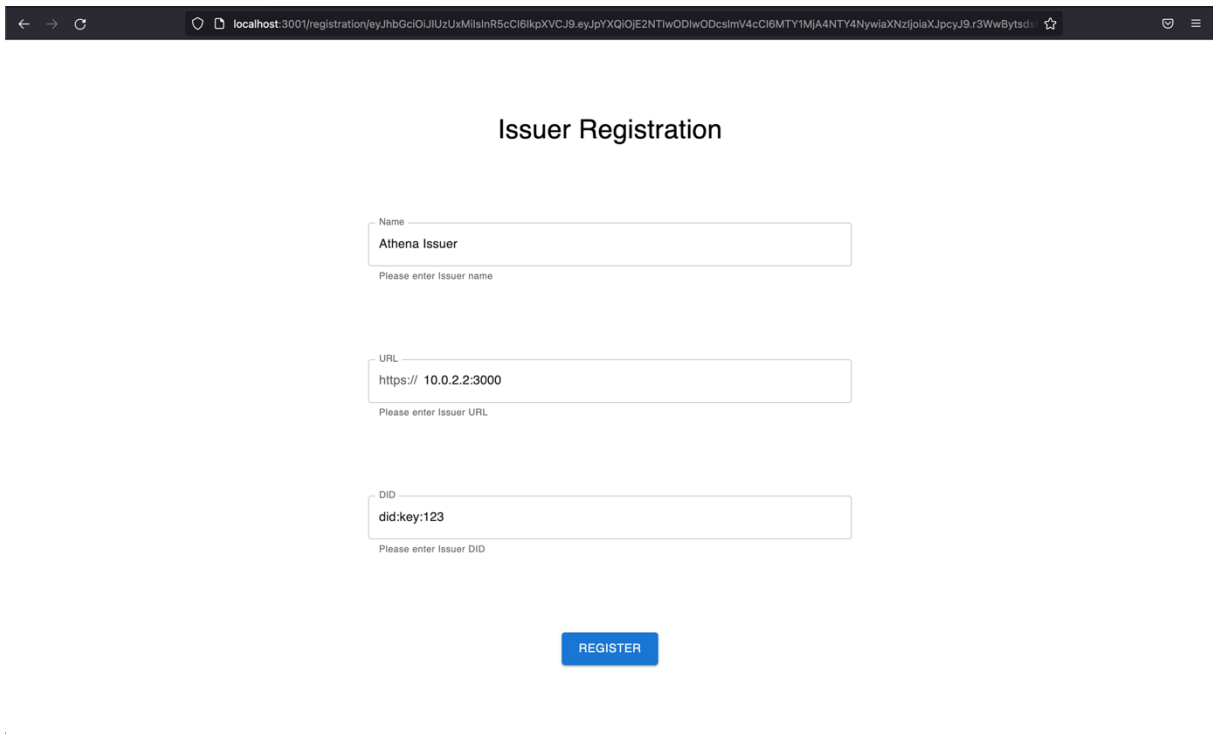 localhost:3001/registration/eyJhbGciOiJIUzUxMiIsInR5cCI6IkpXVCJ9.eyJpYXQiOjE2NTIwODIwODcsImV4cCI6MTY1MjA4NTY4NywiaXNzIjoiaXJpcyJ9.r3WwBytsds
Issuer Registration
Name
Athena Issuer
Please enter Issuer name
URL
https:// 10.0.2.2:3000
Please enter Issuer URL
DID
did:key:123
Please enter Issuer DID
REGISTER